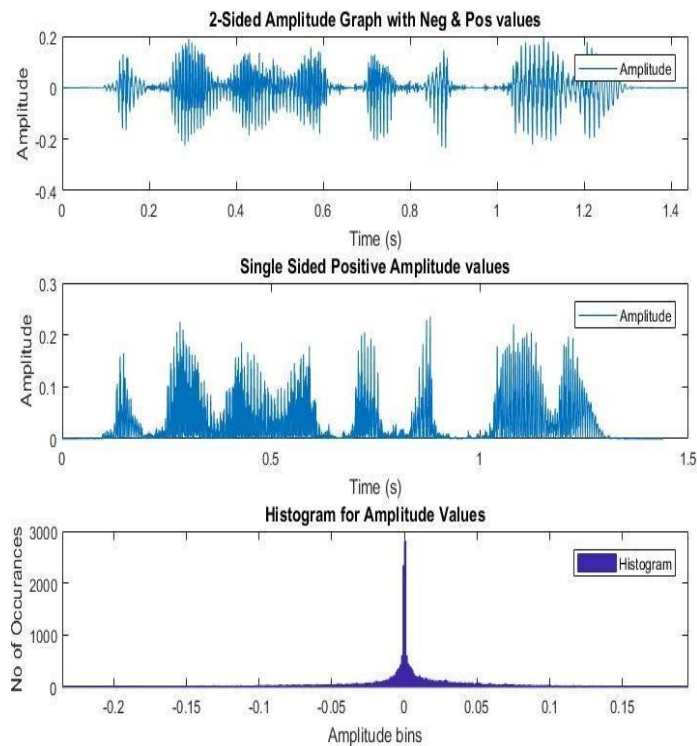 2-Sided Amplitude Graph with Neg & Pos values
0.2
0
-0.2
-0.4
Amplitude
Amplitude
0 0.2 0.4 0.6 0.8 1 1.2 1.4
Time (s)
Single Sided Positive Amplitude values
0.3
0.2
0.1
0
Amplitude
Amplitude
0 0.5 1 1.5
Time (s)
Histogram for Amplitude Values
3000
2000
1000
0
No of Occurances
Histogram
-0.2 -0.15 -0.1 -0.05 0 0.05 0.1 0.15
Amplitude bins